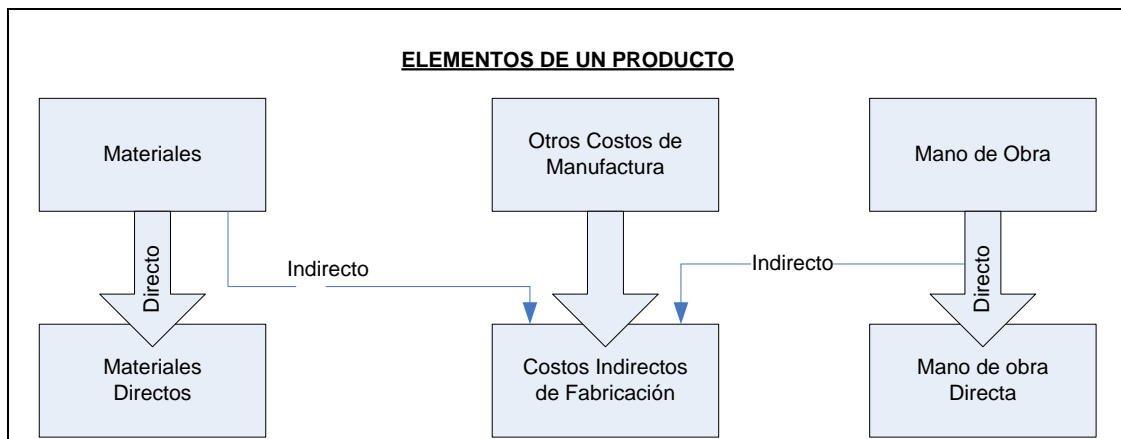 ELEMENTOS DE UN PRODUCTO
Materiales
Otros Costos de
Manufactura
Mano de Obra
Directo
Indirecto
Indirecto
Directo
Materiales
Directos
Costos Indirectos
de Fabricación
Mano de obra
Directa